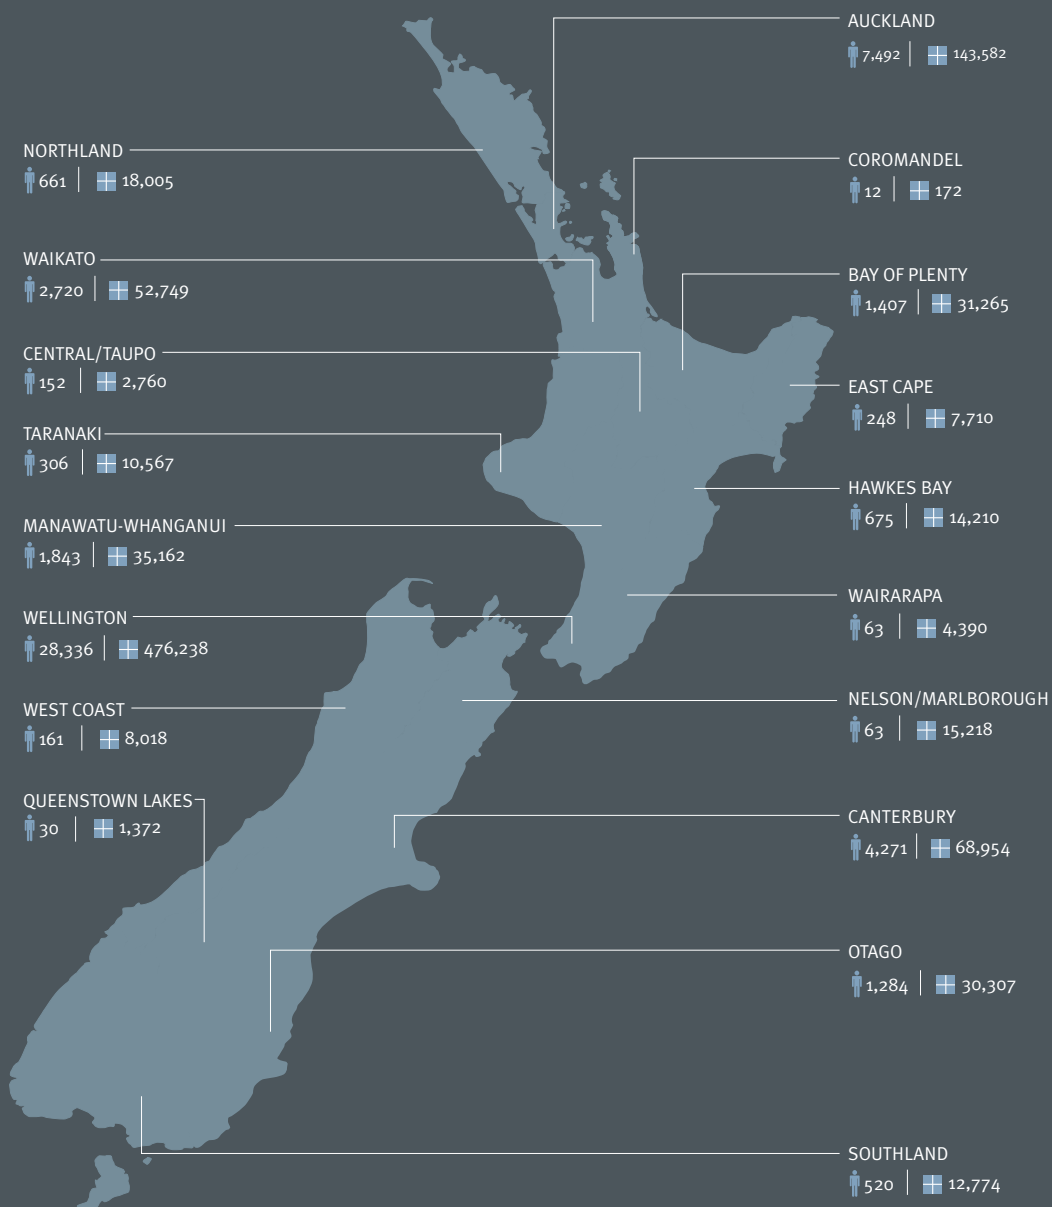 AUCKLAND
7,492 143,582
NORTHLAND
661 18,005
COROMANDEL
12 172
WAIKATO
2,720 52,749
BAY OF PLENTY
1,407 31,265
CENTRAL/TAUPO
152 2,760
EAST CAPE
248 7,710
TARANAKI
306 10,567
HAWKES BAY
675 14,210
MANAWATU-WHANGANUI
1,843 35,162
WAIRARAPA
63 4,390
WELLINGTON
28,336 476,238
NELSON/MARLBOROUGH
63 15,218
WEST COAST
161 8,018
QUEENSTOWN LAKES
30 1,372
CANTERBURY
4,271 68,954
OTAGO
1,284 30,307
SOUTHLAND
520 12,774